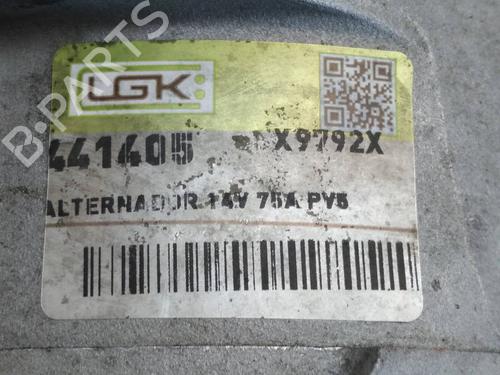 LGK
441405 X9792X
ALTERNADOR 14V 75A PV5
B-PARTS